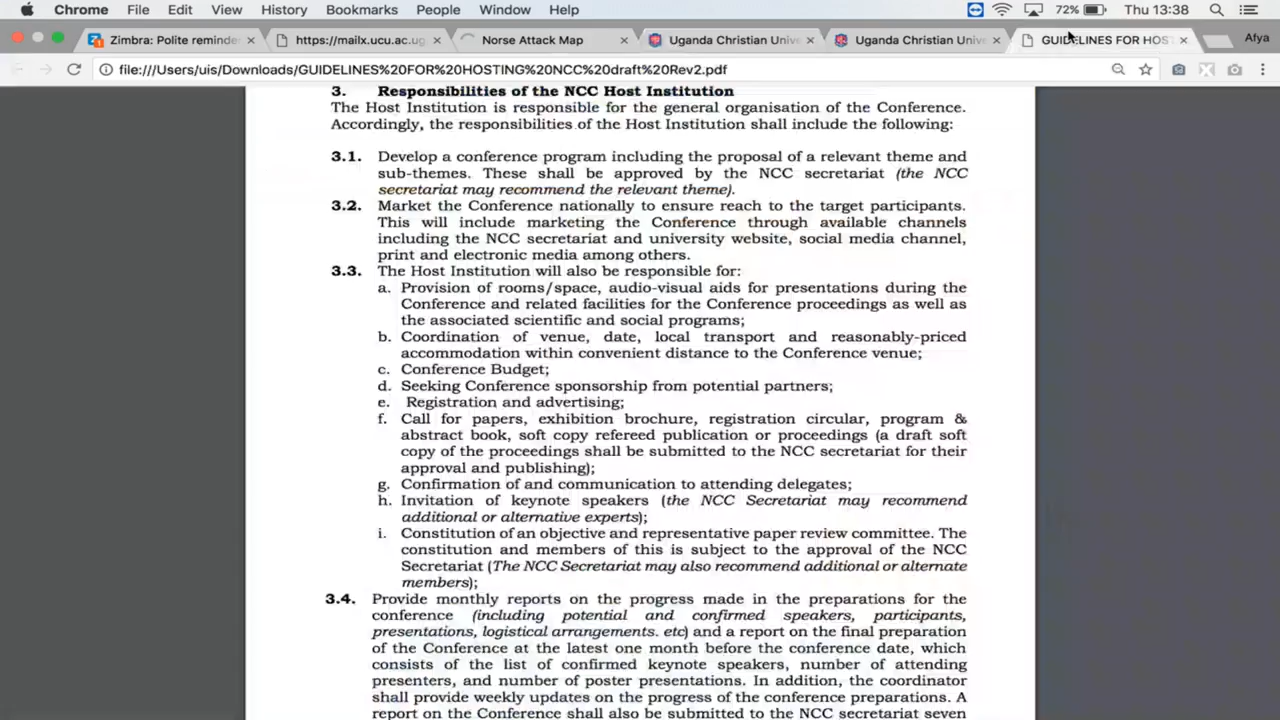 Chrome File Edit View History Bookmarks People Window Help 72% Thu 13:38
Zimbra: Polite reminde × https://mailx.ucu.ac.ug × Norse Attack Map × Uganda Christian Unive × Uganda Christian Unive × GUIDELINES FOR HOST × Afya
file:///Users/uis/Downloads/GUIDELINES%20FOR%20HOSTING%20NCC%20draft%20Rev2.pdf
3. Responsibilities of the NCC Host Institution
The Host Institution is responsible for the general organisation of the Conference.
Accordingly, the responsibilities of the Host Institution shall include the following:
3.1. Develop a conference program including the proposal of a relevant theme and
sub-themes. These shall be approved by the NCC secretariat (the NCC
secretariat may recommend the relevant theme).
3.2. Market the Conference nationally to ensure reach to the target participants.
This will include marketing the Conference through available channels
including the NCC secretariat and university website, social media channel,
print and electronic media among others.
3.3. The Host Institution will also be responsible for:
a. Provision of rooms/space, audio-visual aids for presentations during the
Conference and related facilities for the Conference proceedings as well as
the associated scientific and social programs;
b. Coordination of venue, date, local transport and reasonably-priced
accommodation within convenient distance to the Conference venue;
c. Conference Budget;
d. Seeking Conference sponsorship from potential partners;
e. Registration and advertising;
f. Call for papers, exhibition brochure, registration circular, program &
abstract book, soft copy refereed publication or proceedings (a draft soft
copy of the proceedings shall be submitted to the NCC secretariat for their
approval and publishing);
g. Confirmation of and communication to attending delegates;
h. Invitation of keynote speakers (the NCC Secretariat may recommend
additional or alternative experts);
i. Constitution of an objective and representative paper review committee. The
constitution and members of this is subject to the approval of the NCC
Secretariat (The NCC Secretariat may also recommend additional or alternate
members);
3.4. Provide monthly reports on the progress made in the preparations for the
conference (including potential and confirmed speakers, participants,
presentations, logistical arrangements. etc) and a report on the final preparation
of the Conference at the latest one month before the conference date, which
consists of the list of confirmed keynote speakers, number of attending
presenters, and number of poster presentations. In addition, the coordinator
shall provide weekly updates on the progress of the conference preparations. A
report on the Conference shall also be submitted to the NCC secretariat seven